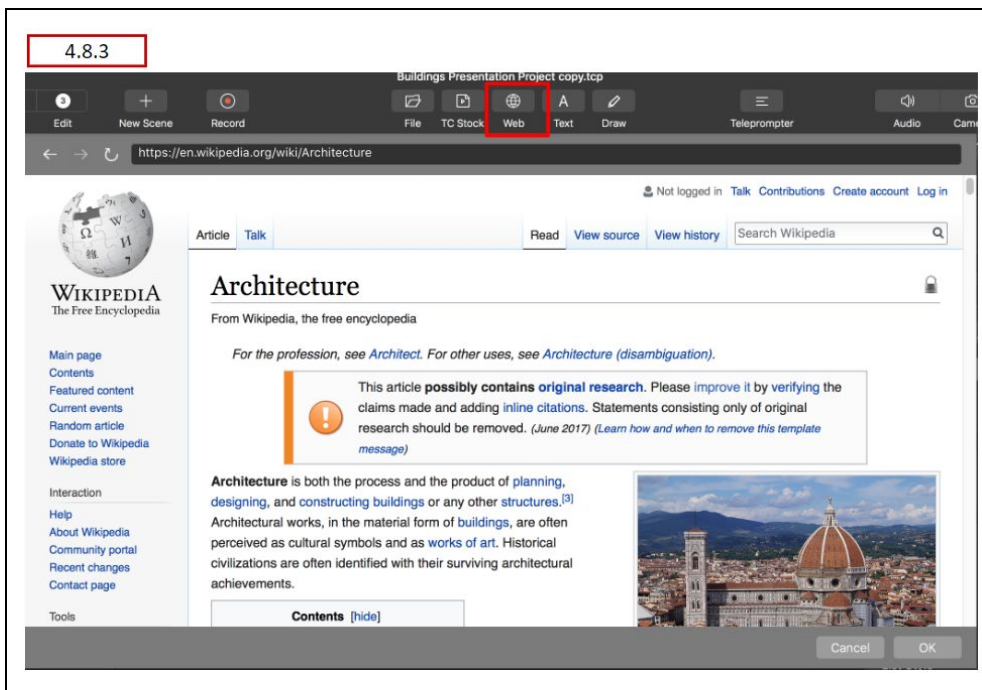 4.8.3
Buildings Presentation Project copy.tcp
3
Edit New Scene Record File TC Stock Web Text Draw Teleprompter Audio
https://en.wikipedia.org/wiki/Architecture
Not logged in Talk Contributions Create account Log in
Article Talk Read View source View history Search Wikipedia
WIKIPEDIA
The Free Encyclopedia
Architecture
From Wikipedia, the free encyclopedia
For the profession, see Architect. For other uses, see Architecture (disambiguation).
This article possibly contains original research. Please improve it by verifying the
claims made and adding inline citations. Statements consisting only of original
research should be removed. (June 2017) (Learn how and when to remove this template
message)
Main page
Contents
Featured content
Current events
Random article
Donate to Wikipedia
Wikipedia store
Interaction
Help
About Wikipedia
Community portal
Recent changes
Contact page
Tools
Architecture is both the process and the product of planning,
designing, and constructing buildings or any other structures.[3]
Architectural works, in the material form of buildings, are often
perceived as cultural symbols and as works of art. Historical
civilizations are often identified with their surviving architectural
achievements.
Contents [hide]
Cancel OK